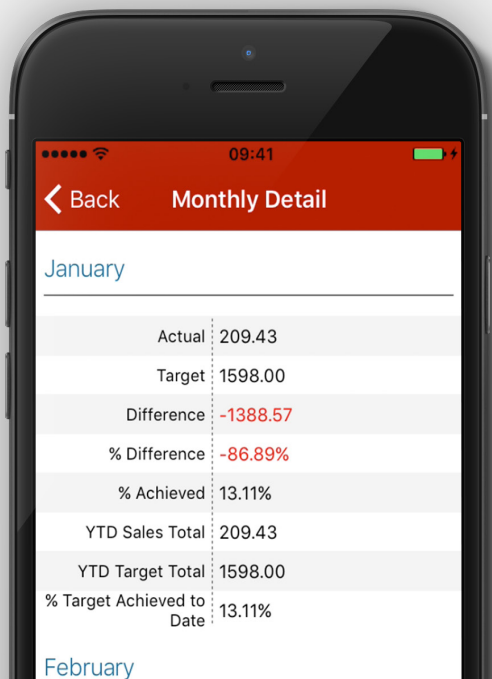 09:41
Back Monthly Detail
January
Actual 209.43
Target 1598.00
Difference -1388.57
% Difference -86.89%
% Achieved 13.11%
YTD Sales Total 209.43
YTD Target Total 1598.00
% Target Achieved to
Date 13.11%
February